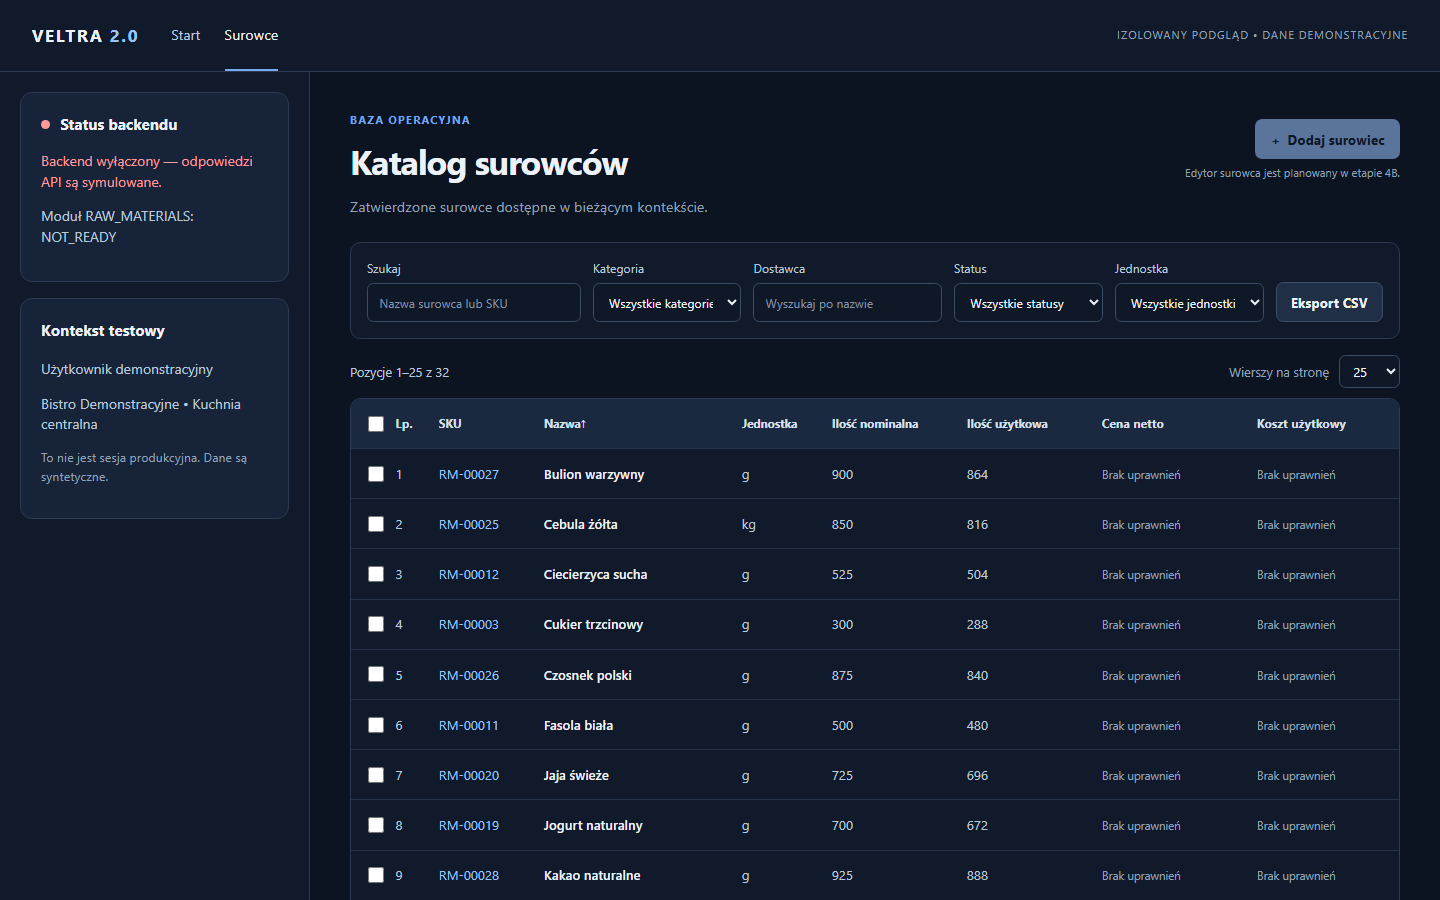 VELTRA 2.0 Start Surowce IZOLOWANY PODGLĄD • DANE DEMONSTRACYJNE
Status backendu
Backend wyłączony — odpowiedzi
API są symulowane.
Moduł RAW_MATERIALS:
NOT_READY
Kontekst testowy
Użytkownik demonstracyjny
Bistro Demonstracyjne • Kuchnia
centralna
To nie jest sesja produkcyjna. Dane są
syntetyczne.
BAZA OPERACYJNA
Katalog surowców
Zatwierdzone surowce dostępne w bieżącym kontekście.
+ Dodaj surowiec
Edytor surowca jest planowany w etapie 4B.
Szukaj Kategoria Dostawca Status Jednostka
Nazwa surowca lub SKU Wszystkie kategorie Wyszukaj po nazwie Wszystkie statusy Wszystkie jednostki Eksport CSV
Pozycje 1–25 z 32 Wierszy na stronę 25
Lp. SKU Nazwa↑ Jednostka Ilość nominalna Ilość użytkowa Cena netto Koszt użytkowy
1 RM-00027 Bulion warzywny g 900 864 Brak uprawnień Brak uprawnień
2 RM-00025 Cebula żółta kg 850 816 Brak uprawnień Brak uprawnień
3 RM-00012 Ciecierzyca sucha g 525 504 Brak uprawnień Brak uprawnień
4 RM-00003 Cukier trzcinowy g 300 288 Brak uprawnień Brak uprawnień
5 RM-00026 Czosnek polski g 875 840 Brak uprawnień Brak uprawnień
6 RM-00011 Fasola biała g 500 480 Brak uprawnień Brak uprawnień
7 RM-00020 Jaja świeże g 725 696 Brak uprawnień Brak uprawnień
8 RM-00019 Jogurt naturalny g 700 672 Brak uprawnień Brak uprawnień
9 RM-00028 Kakao naturalne g 925 888 Brak uprawnień Brak uprawnień